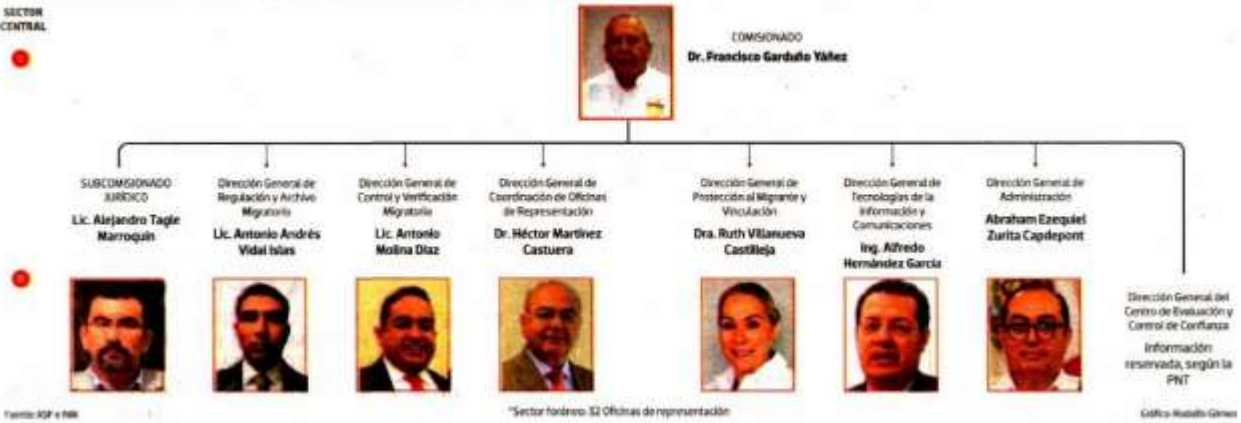 SECTOR
CENTRAL
COMISIONADO
Dr. Francisco Garduño Yáñez
SUBCOMISIONADO
JURÍDICO
Lic. Alejandro Tagle
Marroquín
Dirección General de
Regulación y Archivo
Migratorio
Lic. Antonio Andrés
Vidal Islas
Dirección General de
Control y Verificación
Migratoria
Lic. Antonio
Molina Díaz
Dirección General de
Coordinación de Oficinas
de Representación
Dr. Héctor Martínez
Castuera
Dirección General de
Protección al Migrante y
Vinculación
Dra. Ruth Villanueva
Castilleja
Dirección General de
Tecnologías de la
Información y
Comunicaciones
Ing. Alfredo
Hernández García
Dirección General de
Administración
Abraham Ezequiel
Zurita Capdepont
Dirección General del
Centro de Evaluación y
Control de Confianza
Información
reservada, según la
PNT
Fuente: ASF e INM
*Sector foráneo: 32 Oficinas de representación
Gráfico